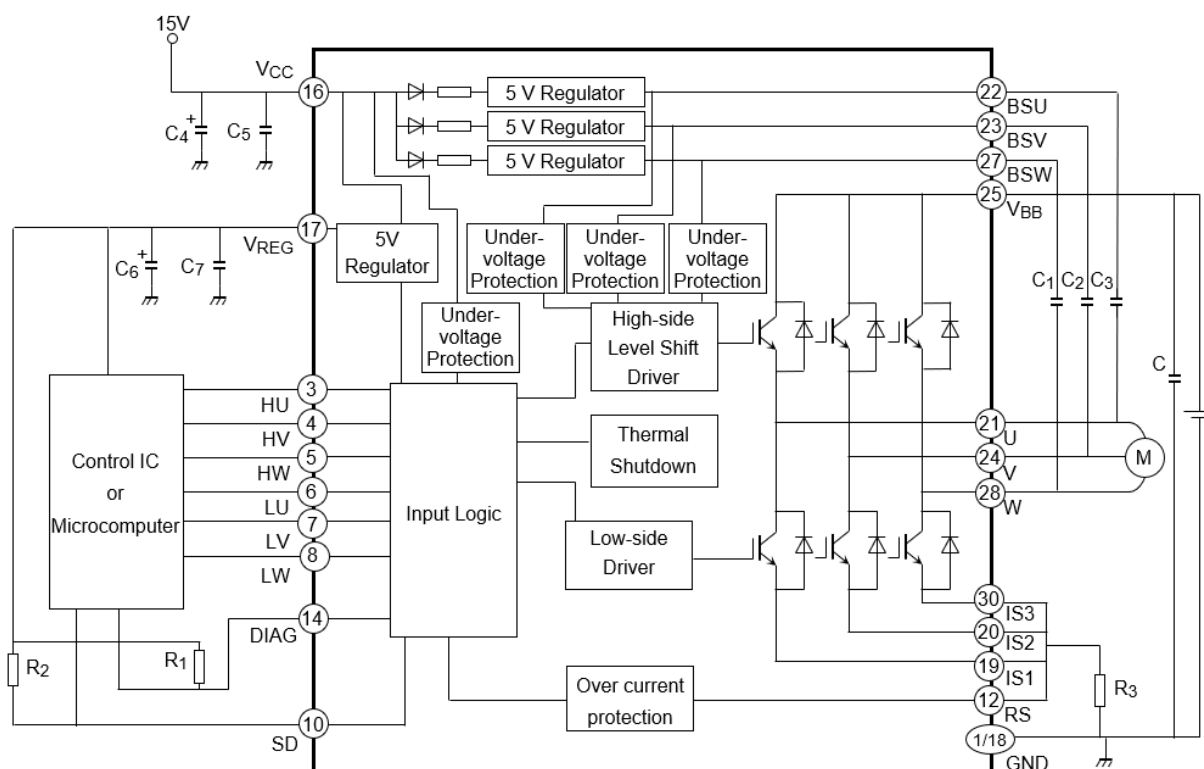 15V
VCC
16
C4
+
C5
5 V Regulator
22
BSU
5 V Regulator
23
BSV
5 V Regulator
27
BSW
25
VBB
17
VREG
5V
Regulator
C6
+
C7
Under-
voltage
Protection
Under-
voltage
Protection
Under-
voltage
Protection
Under-
voltage
Protection
High-side
Level Shift
Driver
C1
C2
C3
C
Control IC
or
Microcomputer
3
HU
4
HV
5
HW
6
LU
7
LV
8
LW
14
DIAG
10
SD
Input Logic
Thermal
Shutdown
Low-side
Driver
Over current
protection
21
U
24
V
28
W
M
30
IS3
20
IS2
19
IS1
12
RS
1/18
GND
R1
R2
R3